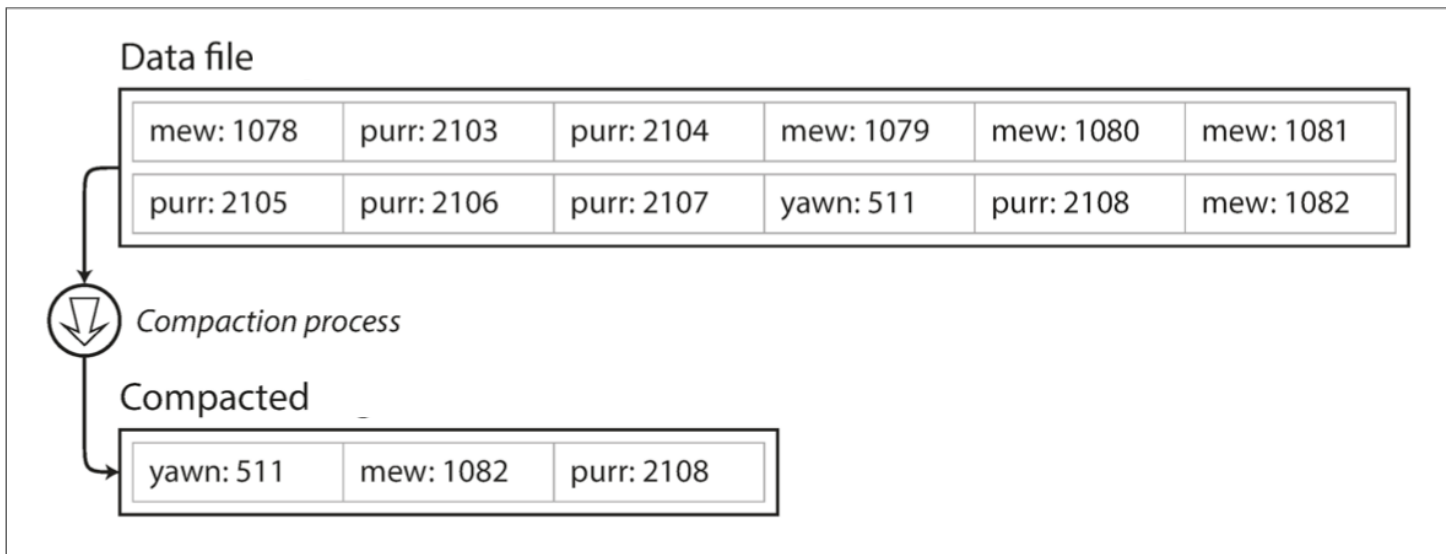 Data file
mew: 1078 purr: 2103 purr: 2104 mew: 1079 mew: 1080 mew: 1081
purr: 2105 purr: 2106 purr: 2107 yawn: 511 purr: 2108 mew: 1082
Compaction process
Compacted
yawn: 511 mew: 1082 purr: 2108